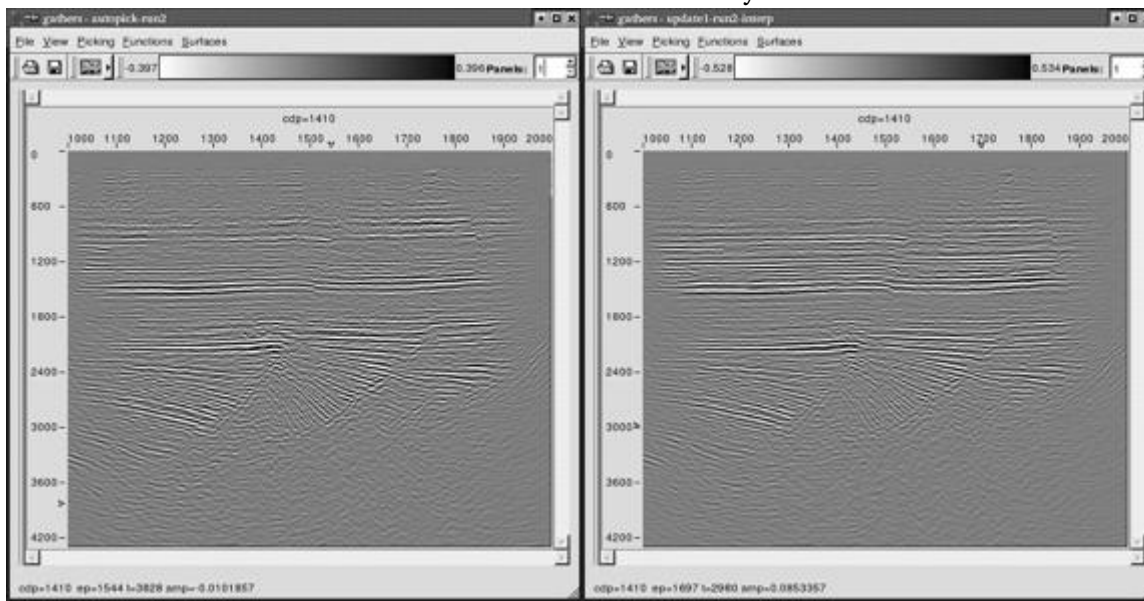 gathers - autopick-run2
File View Picking Functions Surfaces
-0.397 0.396 Panels: 1
cdp=1410
1000 1100 1200 1300 1400 1500 1600 1700 1800 1900 2000
0
600
1200
1800
2400
3000
3600
4200
cdp=1410 ep=1544 t=3828 amp=-0.0101857
gathers - update1-run2-interp
File View Picking Functions Surfaces
-0.528 0.534 Panels: 1
cdp=1410
1000 1100 1200 1300 1400 1500 1600 1700 1800 1900 2000
0
600
1200
1800
2400
3000
3600
4200
cdp=1410 ep=1697 t=2980 amp=0.0853357